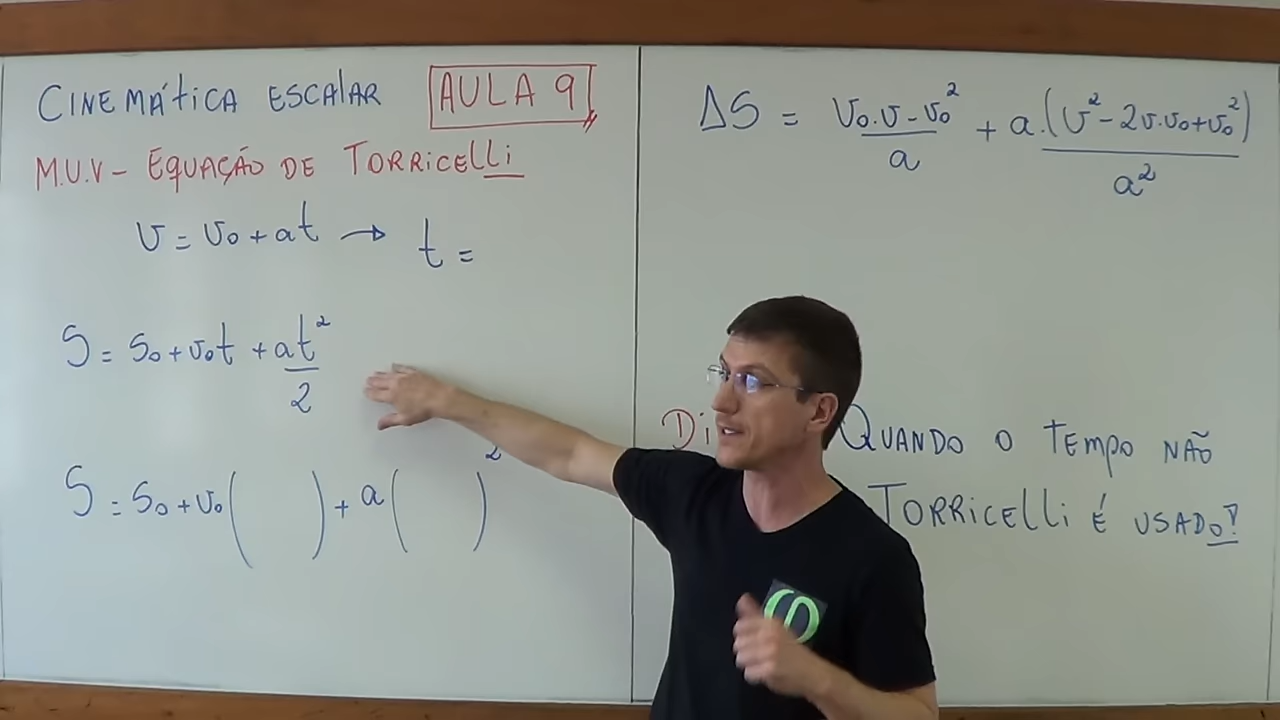 CINEMÁTICA ESCALAR AULA 9
M.U.V - EQUAÇÃO DE TORRICELLI
v = v₀ + at → t =
S = S₀ + v₀t + at²/2
S = S₀ + v₀( ) + a( )²
ΔS = v₀.v - v₀²/a + a.(v² - 2v.v₀ + v₀²)/a²
QUANDO O TEMPO NÃO
TORRICELLI É USADO!
φ